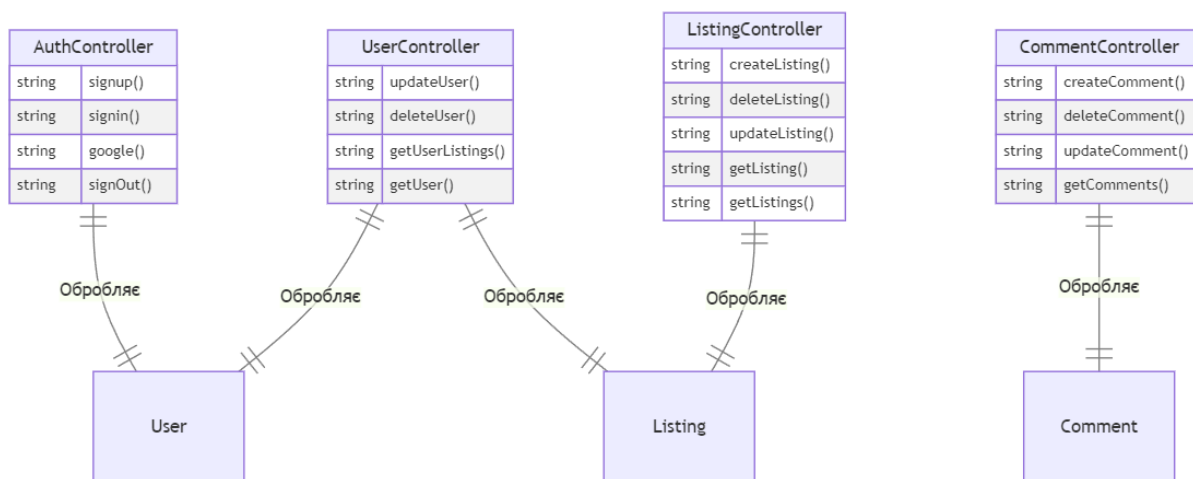 AuthController
string signup()
string signin()
string google()
string signOut()
UserController
string updateUser()
string deleteUser()
string getUserListings()
string getUser()
ListingController
string createListing()
string deleteListing()
string updateListing()
string getListing()
string getListings()
CommentController
string createComment()
string deleteComment()
string updateComment()
string getComments()
Обробляє
Обробляє
Обробляє
Обробляє
Обробляє
User
Listing
Comment